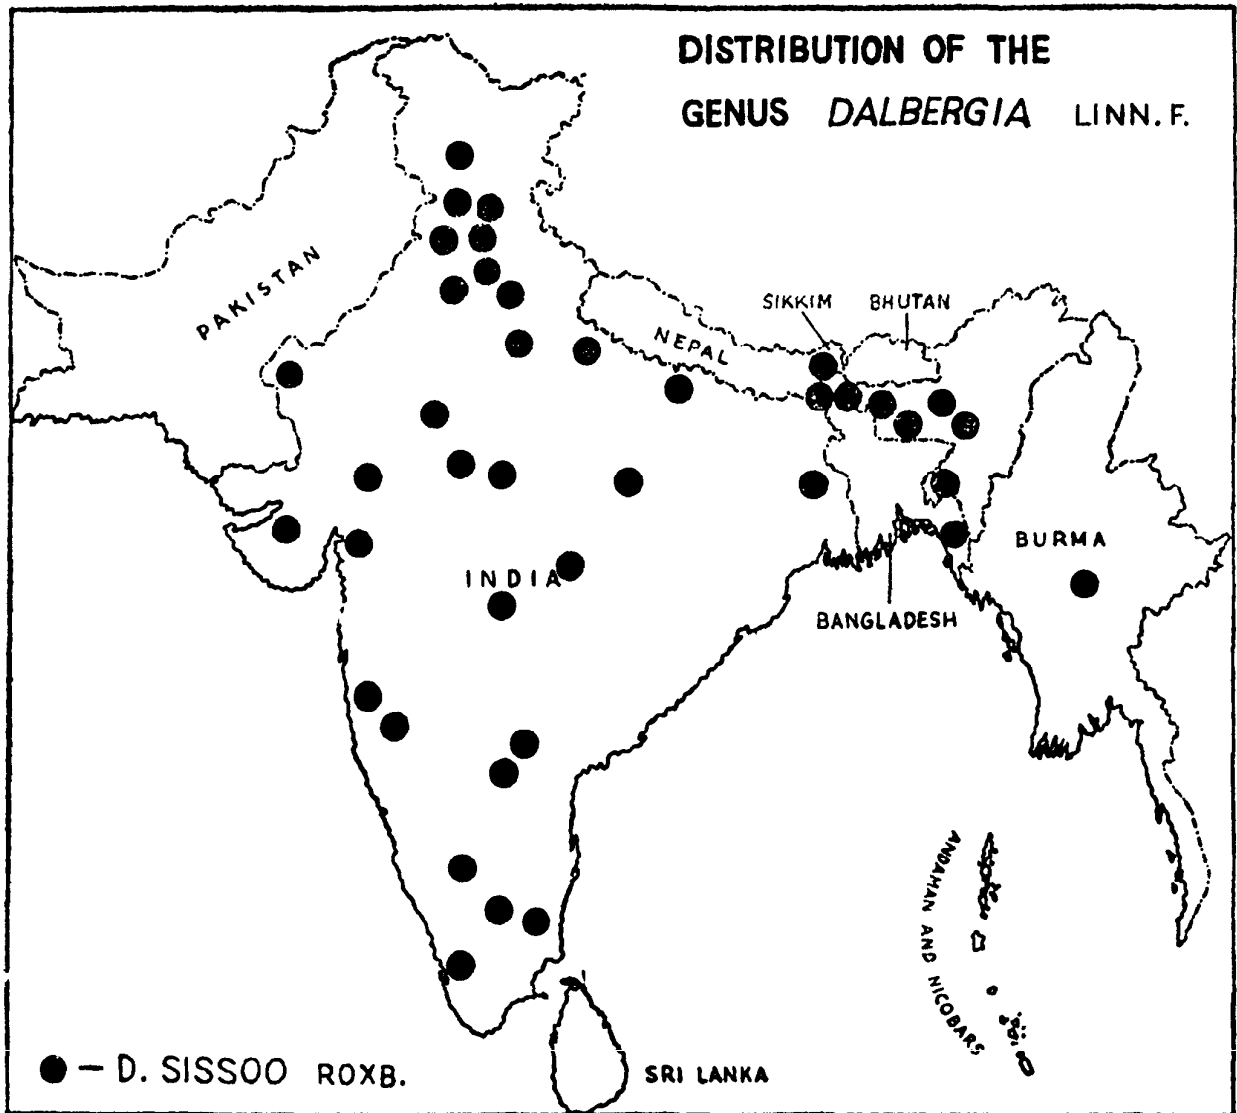 DISTRIBUTION OF THE
GENUS DALBERGIA LINN. F.
PAKISTAN
SIKKIM
BHUTAN
NEPAL
BURMA
INDIA
BANGLADESH
ANDAMAN AND NICOBARS
D. SISSOO ROXB.
SRI LANKA